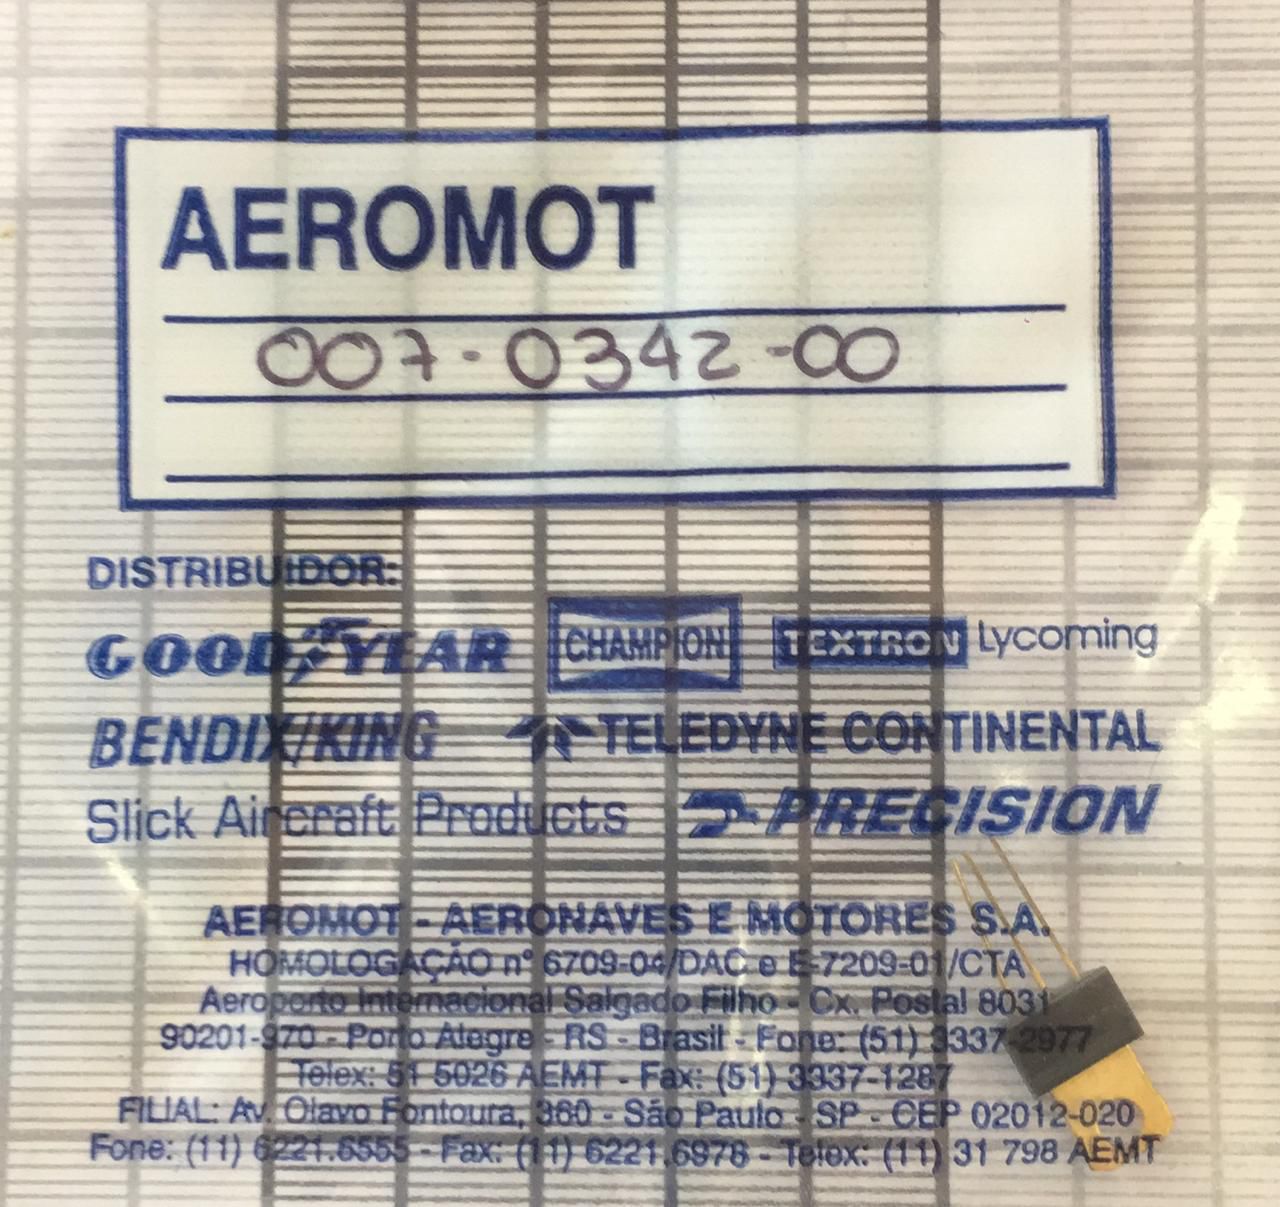 AEROMOT
007-0342-00
DISTRIBUIDOR:
GOODYEAR CHAMPION TEXTRON Lycoming
BENDIX/KING TELEDYNE CONTINENTAL
Slick Aircraft Products PRECISION
AEROMOT - AERONAVES E MOTORES S.A.
HOMOLOGAÇÃO nº 6709-04/DAC e E-7209-01/CTA
Aeroporto Internacional Salgado Filho - Cx. Postal 8031
90201-970 - Porto Alegre - RS - Brasil - Fone: (51) 3337-2977
Telex: 51 5026 AEMT - Fax: (51) 3337-1287
FILIAL: Av. Olavo Fontoura, 360 - São Paulo - SP - CEP 02012-020
Fone: (11) 6221.6555 - Fax: (11) 6221.6978 - Telex: (11) 31 798 AEMT